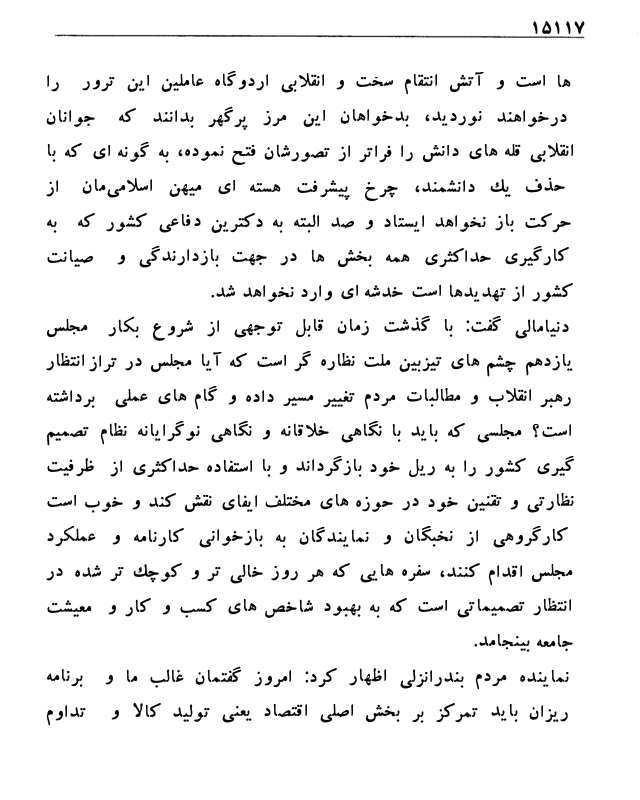 ۱۵۱۱۷
ها است و آتش انتقام سخت و انقلابی اردوگاه عاملین این ترور را
درخواهند نوردید، بدخواهان این مرز پرگهر بدانند که جوانان
انقلابی قله های دانش را فراتر از تصورشان فتح نموده، به گونه ای که با
حذف یك دانشمند، چرخ پیشرفت هسته ای میهن اسلامی‌مان از
حرکت باز نخواهد ایستاد و صد البته به دکترین دفاعی کشور که به
کارگیری حداکثری همه بخش ها در جهت بازدارندگی و صیانت
کشور از تهدیدها است خدشه ای وارد نخواهد شد.
دنیامالی گفت: با گذشت زمان قابل توجهی از شروع بکار مجلس
یازدهم چشم های تیزبین ملت نظاره گر است که آیا مجلس در ترازانتظار
رهبر انقلاب و مطالبات مردم تغییر مسیر داده و گام های عملی برداشته
است؟ مجلسی که باید با نگاهی خلاقانه و نگاهی نوگرایانه نظام تصمیم
گیری کشور را به ریل خود بازگرداند و با استفاده حداکثری از ظرفیت
نظارتی و تقنین خود در حوزه های مختلف ایفای نقش کند و خوب است
کارگروهی از نخبگان و نمایندگان به بازخوانی کارنامه و عملکرد
مجلس اقدام کنند، سفره هایی که هر روز خالی تر و کوچك تر شده در
انتظار تصمیماتی است که به بهبود شاخص های کسب و کار و معیشت
جامعه بینجامد.
نماینده مردم بندرانزلی اظهار کرد: امروز گفتمان غالب ما و برنامه
ریزان باید تمرکز بر بخش اصلی اقتصاد یعنی تولید کالا و تداوم